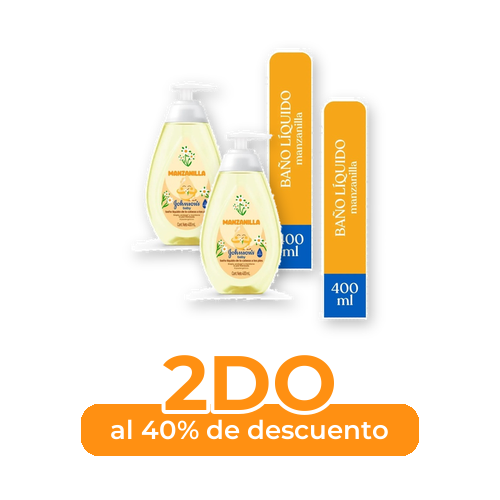 MANZANILLA
Johnson's
baby
MANZANILLA
Johnson's
baby
BAÑO LÍQUIDO
manzanilla
400
ml
BAÑO LÍQUIDO
manzanilla
400
ml
2DO
al 40% de descuento